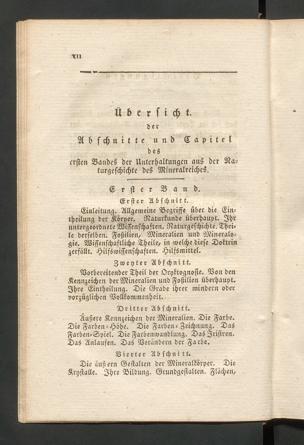 XII
Übersicht
der
Abschnitte und Capitel
des
ersten Bandes der Unterhaltungen aus der Na-
turgeschichte des Mineralreiches.
Erster Band.
Erster Abschnitt.
Einleitung. Allgemeine Begriffe über die Ein-
theilung der Körper. Naturkunde überhaupt. Ihr
untergeordnete Wissenschaften. Naturgeschichte. Thei-
le derselben. Foßilien, Mineralien und Mineralo-
gie. Wissenschaftliche Theile, in welche diese Doktrin
zerfällt. Hilfswissenschaften. Hilfsmittel.
Zweyter Abschnitt.
Vorbereitender Theil der Oryktognosie. Von den
Kennzeichen der Mineralien und Foßilien überhaupt.
Ihre Eintheilung. Die Grade ihrer mindern oder
vorzüglichen Vollkommenheit.
Dritter Abschnitt.
Äußere Kennzeichen der Mineralien. Die Farbe.
Die Farben-Höhe. Die Farben-Zeichnung. Das
Farben-Spiel. Die Farbenwandlung. Das Irisiren.
Das Anlaufen. Das Verändern der Farbe.
Vierter Abschnitt.
Die äußern Gestalten der Mineralkörper. Die
Krystalle. Ihre Bildung. Grundgestalten. Flächen,